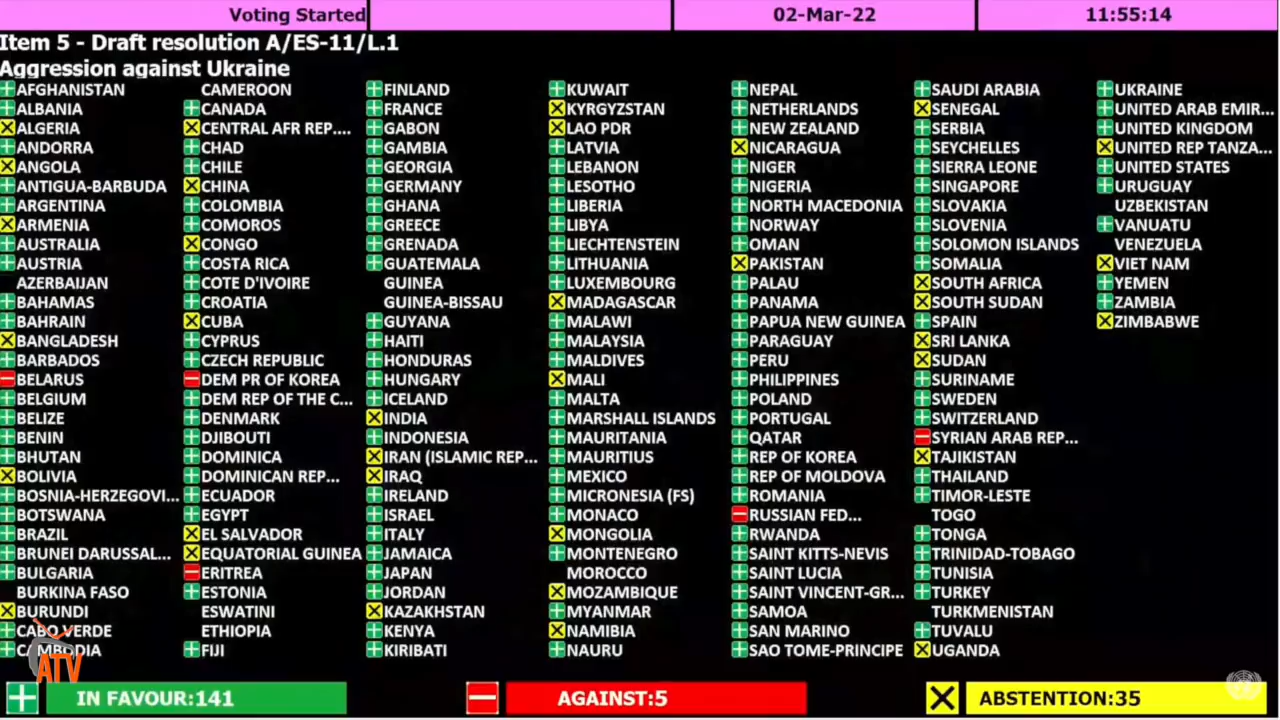 Voting Started 02-Mar-22 11:55:14
Item 5 - Draft resolution A/ES-11/L.1
Aggression against Ukraine
AFGHANISTAN
ALBANIA
ALGERIA
ANDORRA
ANGOLA
ANTIGUA-BARBUDA
ARGENTINA
ARMENIA
AUSTRALIA
AUSTRIA
AZERBAIJAN
BAHAMAS
BAHRAIN
BANGLADESH
BARBADOS
BELARUS
BELGIUM
BELIZE
BENIN
BHUTAN
BOLIVIA
BOSNIA-HERZEGOVI...
BOTSWANA
BRAZIL
BRUNEI DARUSSAL...
BULGARIA
BURKINA FASO
BURUNDI
CABO VERDE
CAMBODIA
CAMEROON
CANADA
CENTRAL AFR REP....
CHAD
CHILE
CHINA
COLOMBIA
COMOROS
CONGO
COSTA RICA
COTE D'IVOIRE
CROATIA
CUBA
CYPRUS
CZECH REPUBLIC
DEM PR OF KOREA
DEM REP OF THE C...
DENMARK
DJIBOUTI
DOMINICA
DOMINICAN REP...
ECUADOR
EGYPT
EL SALVADOR
EQUATORIAL GUINEA
ERITREA
ESTONIA
ESWATINI
ETHIOPIA
FIJI
FINLAND
FRANCE
GABON
GAMBIA
GEORGIA
GERMANY
GHANA
GREECE
GRENADA
GUATEMALA
GUINEA
GUINEA-BISSAU
GUYANA
HAITI
HONDURAS
HUNGARY
ICELAND
INDIA
INDONESIA
IRAN (ISLAMIC REP...
IRAQ
IRELAND
ISRAEL
ITALY
JAMAICA
JAPAN
JORDAN
KAZAKHSTAN
KENYA
KIRIBATI
KUWAIT
KYRGYZSTAN
LAO PDR
LATVIA
LEBANON
LESOTHO
LIBERIA
LIBYA
LIECHTENSTEIN
LITHUANIA
LUXEMBOURG
MADAGASCAR
MALAWI
MALAYSIA
MALDIVES
MALI
MALTA
MARSHALL ISLANDS
MAURITANIA
MAURITIUS
MEXICO
MICRONESIA (FS)
MONACO
MONGOLIA
MONTENEGRO
MOROCCO
MOZAMBIQUE
MYANMAR
NAMIBIA
NAURU
NEPAL
NETHERLANDS
NEW ZEALAND
NICARAGUA
NIGER
NIGERIA
NORTH MACEDONIA
NORWAY
OMAN
PAKISTAN
PALAU
PANAMA
PAPUA NEW GUINEA
PARAGUAY
PERU
PHILIPPINES
POLAND
PORTUGAL
QATAR
REP OF KOREA
REP OF MOLDOVA
ROMANIA
RUSSIAN FED...
RWANDA
SAINT KITTS-NEVIS
SAINT LUCIA
SAINT VINCENT-GR...
SAMOA
SAN MARINO
SAO TOME-PRINCIPE
SAUDI ARABIA
SENEGAL
SERBIA
SEYCHELLES
SIERRA LEONE
SINGAPORE
SLOVAKIA
SLOVENIA
SOLOMON ISLANDS
SOMALIA
SOUTH AFRICA
SOUTH SUDAN
SPAIN
SRI LANKA
SUDAN
SURINAME
SWEDEN
SWITZERLAND
SYRIAN ARAB REP...
TAJIKISTAN
THAILAND
TIMOR-LESTE
TOGO
TONGA
TRINIDAD-TOBAGO
TUNISIA
TURKEY
TURKMENISTAN
TUVALU
UGANDA
UKRAINE
UNITED ARAB EMIR...
UNITED KINGDOM
UNITED REP TANZA...
UNITED STATES
URUGUAY
UZBEKISTAN
VANUATU
VENEZUELA
VIET NAM
YEMEN
ZAMBIA
ZIMBABWE
ATV
IN FAVOUR:141 AGAINST:5 ABSTENTION:35